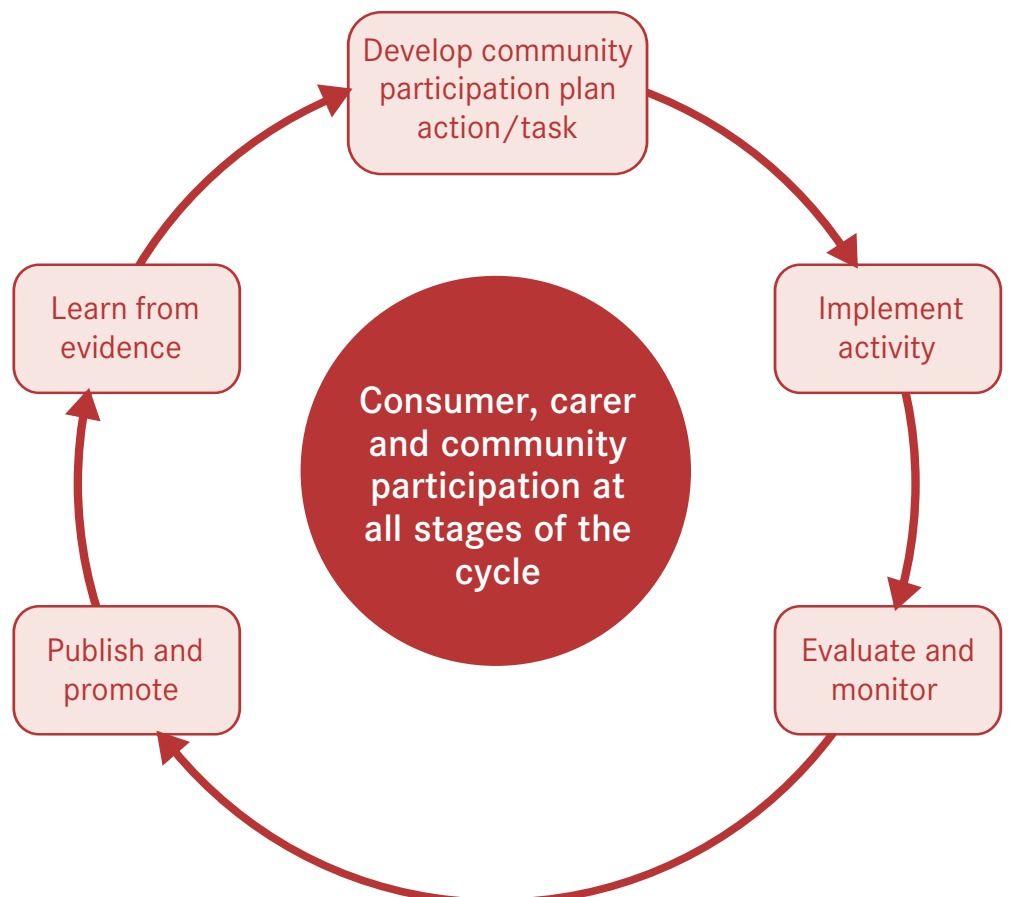 Develop community
participation plan
action/task
Learn from
evidence
Implement
activity
Consumer, carer
and community
participation at
all stages of the
cycle
Publish and
promote
Evaluate and
monitor